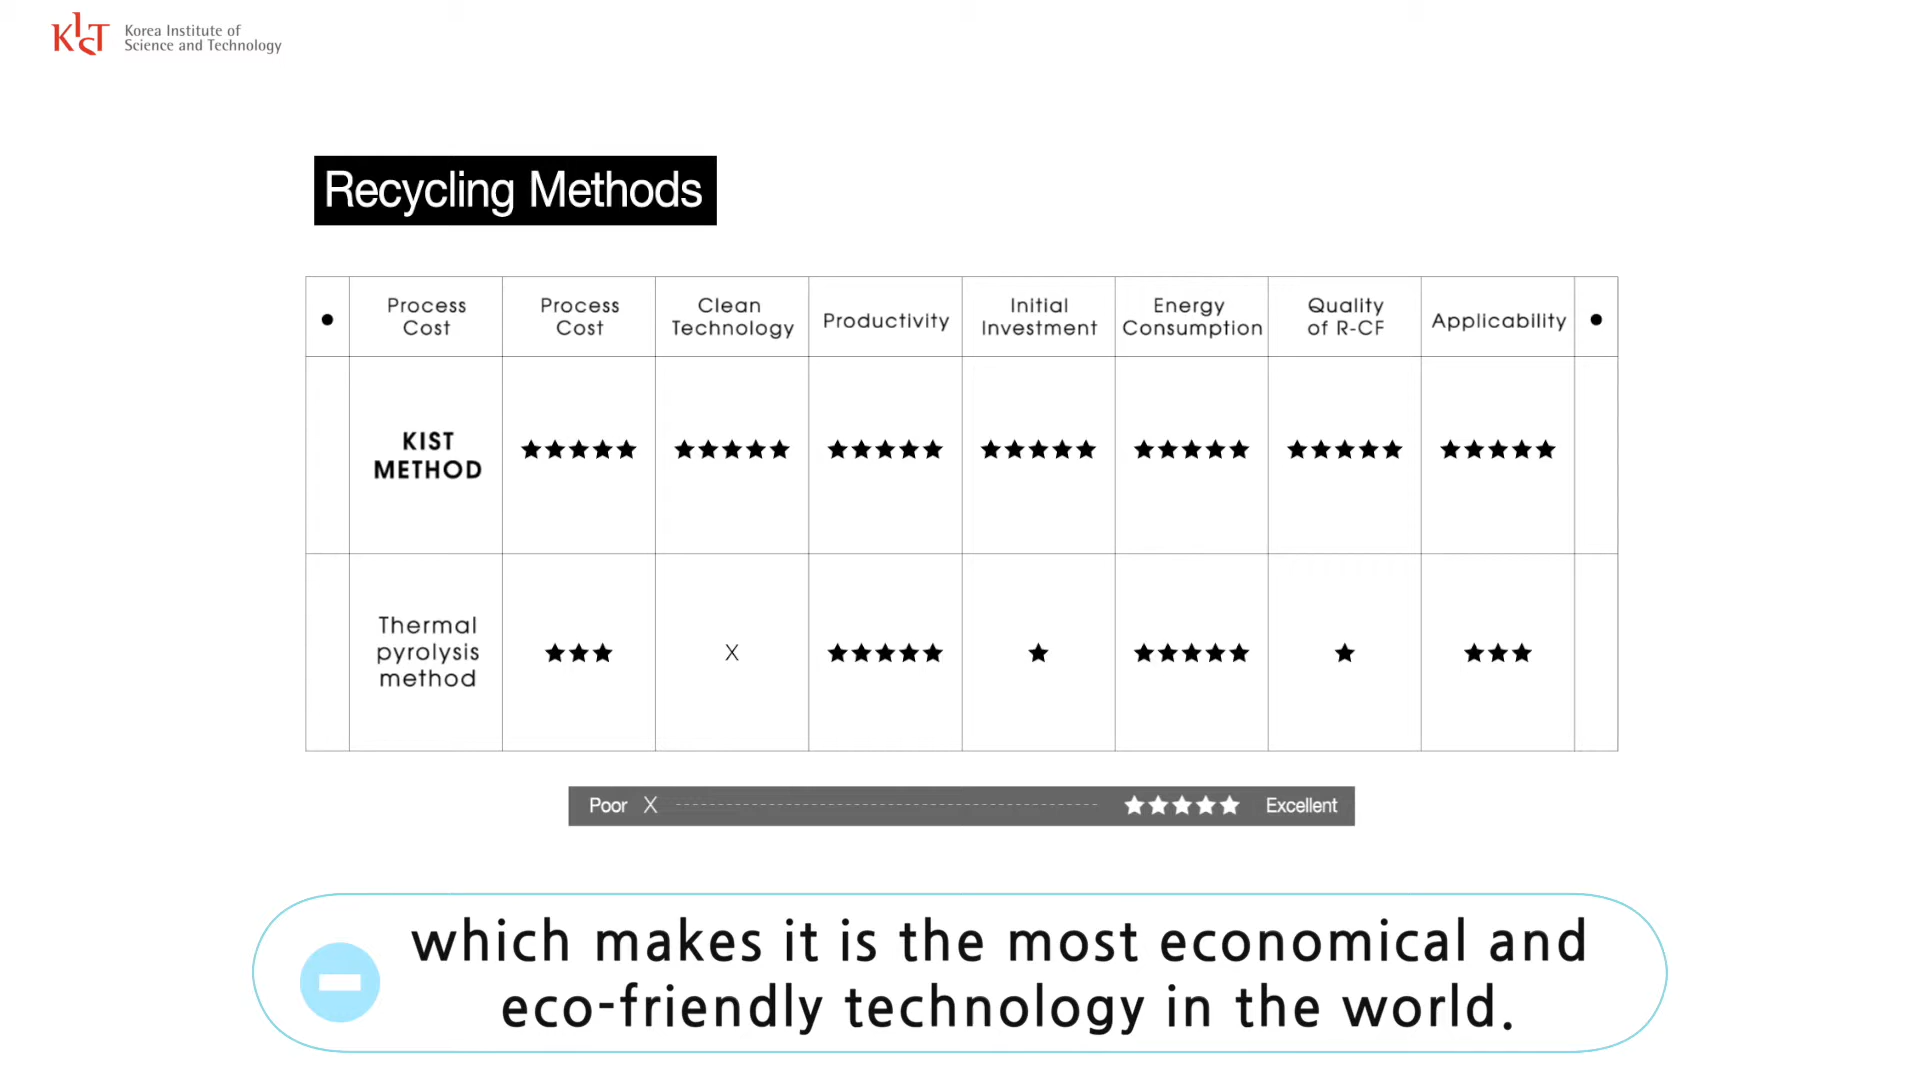 KIST
Korea Institute of
Science and Technology
Recycling Methods
● Process Cost Process Cost Clean Technology Productivity Initial Investment Energy Consumption Quality of R-CF Applicability ●
KIST METHOD ★★★★★ ★★★★★ ★★★★★ ★★★★★ ★★★★★ ★★★★★ ★★★★★
Thermal pyrolysis method ★★★ X ★★★★★ ★ ★★★★★ ★ ★★★
Poor X ★★★★★ Excellent
which makes it is the most economical and
eco-friendly technology in the world.